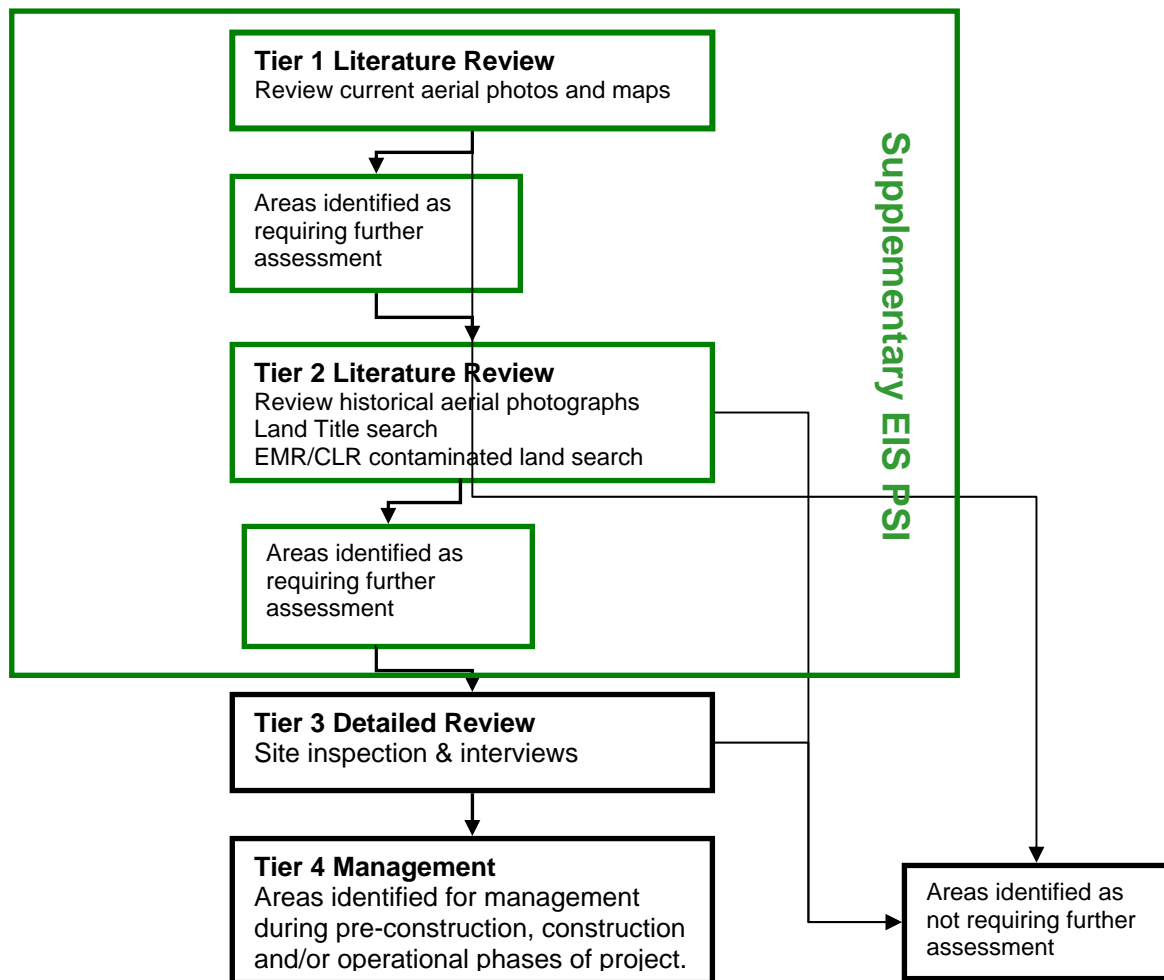 Tier 1 Literature Review
Review current aerial photos and maps
Areas identified as
requiring further
assessment
Tier 2 Literature Review
Review historical aerial photographs
Land Title search
EMR/CLR contaminated land search
Areas identified as
requiring further
assessment
Supplementary EIS PSI
Tier 3 Detailed Review
Site inspection & interviews
Tier 4 Management
Areas identified for management
during pre-construction, construction
and/or operational phases of project.
Areas identified as
not requiring further
assessment